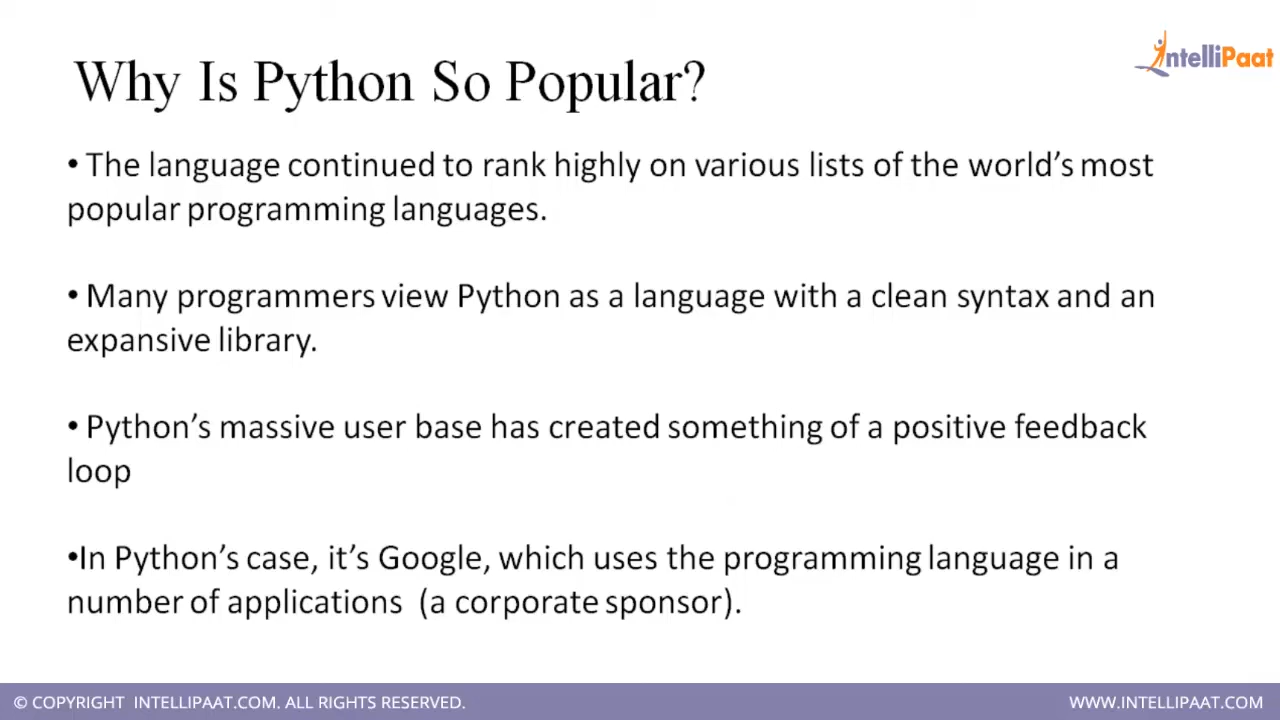 IntelliPaat
Why Is Python So Popular?
• The language continued to rank highly on various lists of the world’s most
popular programming languages.
• Many programmers view Python as a language with a clean syntax and an
expansive library.
• Python’s massive user base has created something of a positive feedback
loop
•In Python’s case, it’s Google, which uses the programming language in a
number of applications (a corporate sponsor).
© COPYRIGHT INTELLIPAAT.COM. ALL RIGHTS RESERVED.
WWW.INTELLIPAAT.COM